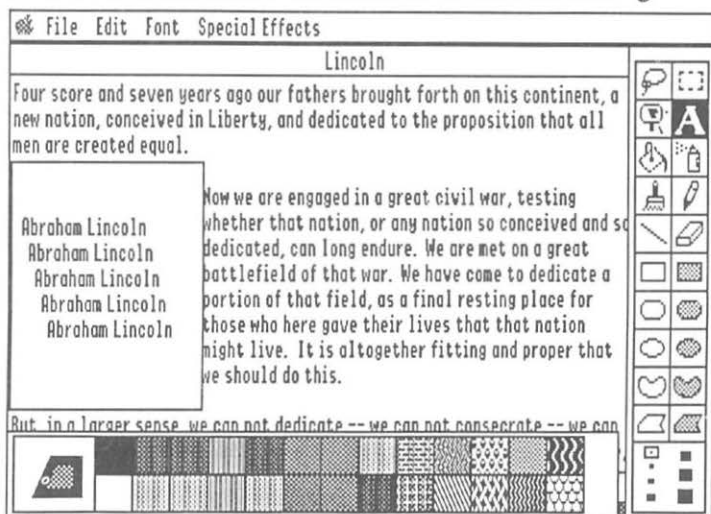 File Edit Font Special Effects
Lincoln
Four score and seven years ago our fathers brought forth on this continent, a
new nation, conceived in Liberty, and dedicated to the proposition that all
men are created equal.
Now we are engaged in a great civil war, testing
whether that nation, or any nation so conceived and so
dedicated, can long endure. We are met on a great
battlefield of that war. We have come to dedicate a
portion of that field, as a final resting place for
those who here gave their lives that that nation
might live. It is altogether fitting and proper that
we should do this.
Abraham Lincoln
Abraham Lincoln
Abraham Lincoln
Abraham Lincoln
Abraham Lincoln
But, in a larger sense, we can not dedicate -- we can not consecrate -- we can
A